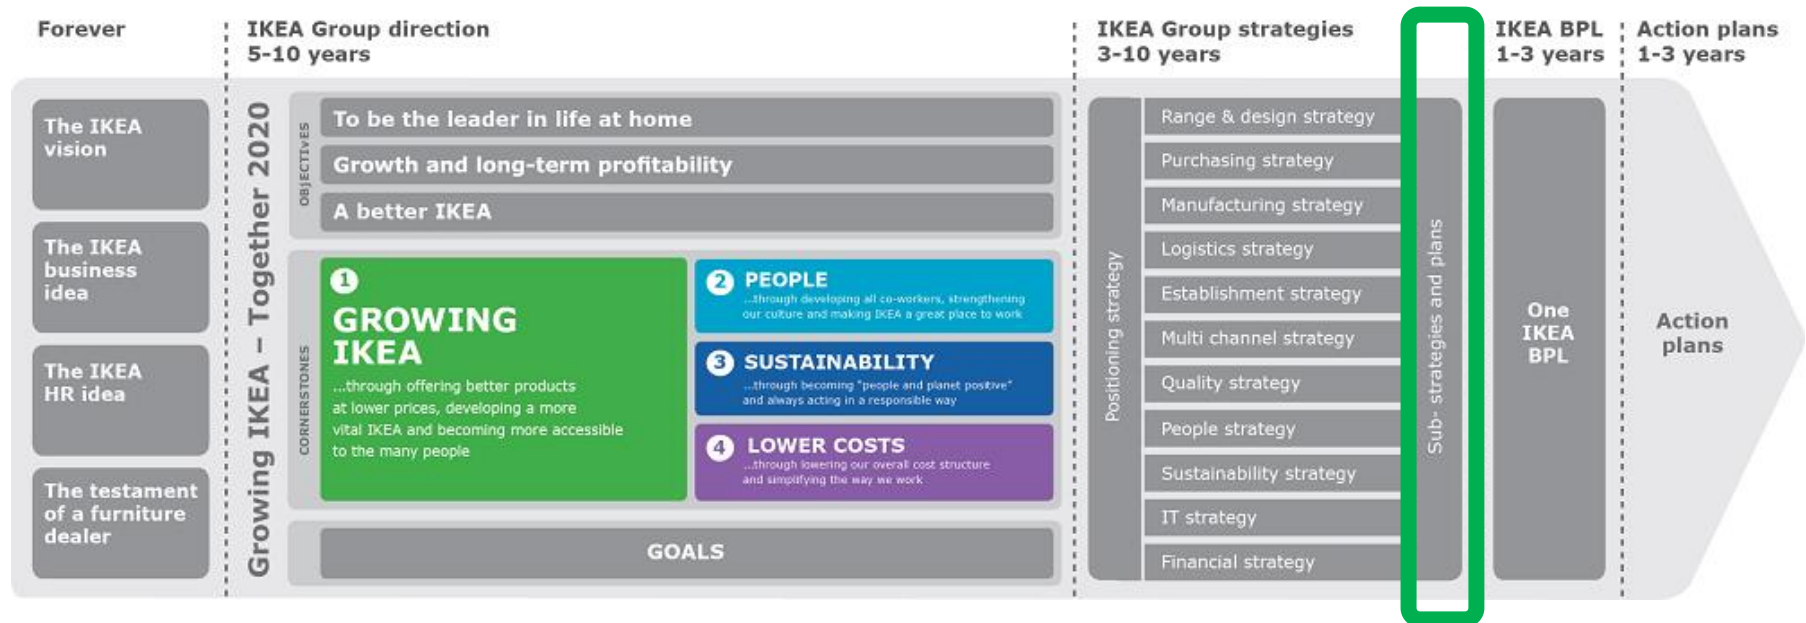 Forever
The IKEA
vision
The IKEA
business
idea
The IKEA
HR idea
The testament
of a furniture
dealer
IKEA Group direction
5-10 years
Growing IKEA – Together 2020
OBJECTIvES
To be the leader in life at home
Growth and long-term profitability
A better IKEA
CORNERSTONES
1
GROWING
IKEA
...through offering better products
at lower prices, developing a more
vital IKEA and becoming more accessible
to the many people
2 PEOPLE
...through developing all co-workers, strengthening
our culture and making IKEA a great place to work
3 SUSTAINABILITY
...through becoming "people and planet positive"
and always acting in a responsible way
4 LOWER COSTS
...through lowering our overall cost structure
and simplifying the way we work
GOALS
IKEA Group strategies
3-10 years
Positioning strategy
Range & design strategy
Purchasing strategy
Manufacturing strategy
Logistics strategy
Establishment strategy
Multi channel strategy
Quality strategy
People strategy
Sustainability strategy
IT strategy
Financial strategy
Sub- strategies and plans
IKEA BPL
1-3 years
One
IKEA
BPL
Action plans
1-3 years
Action
plans